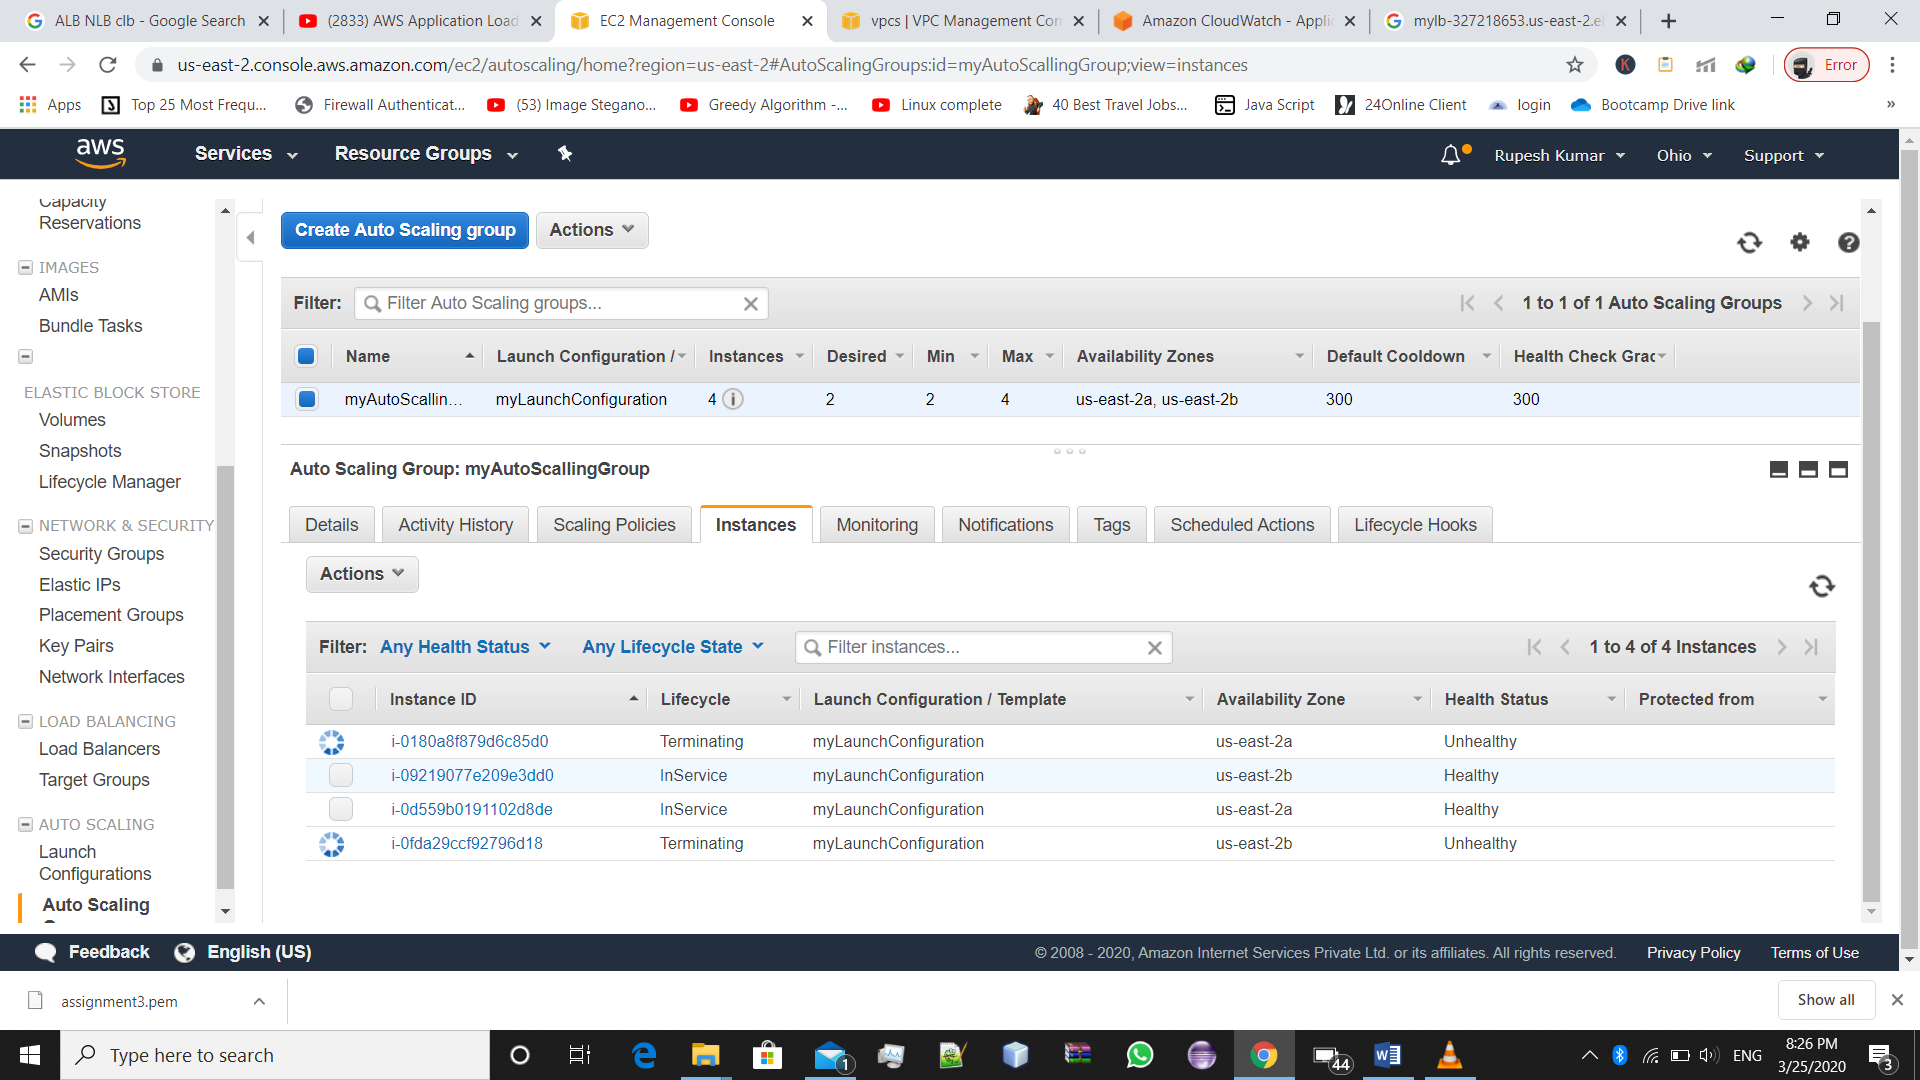 ALB NLB clb - Google Search
(2833) AWS Application Load
EC2 Management Console
vpcs | VPC Management Con
Amazon CloudWatch - Applic
mylb-327218653.us-east-2.el
us-east-2.console.aws.amazon.com/ec2/autoscaling/home?region=us-east-2#AutoScalingGroups:id=myAutoScallingGroup;view=instances
K
Error
Apps
Top 25 Most Frequ...
Firewall Authenticat...
(53) Image Stegano...
Greedy Algorithm -...
Linux complete
40 Best Travel Jobs...
Java Script
24Online Client
login
Bootcamp Drive link
»
aws
Services
Resource Groups
Rupesh Kumar
Ohio
Support
Capacity
Reservations
IMAGES
AMIs
Bundle Tasks
ELASTIC BLOCK STORE
Volumes
Snapshots
Lifecycle Manager
NETWORK & SECURITY
Security Groups
Elastic IPs
Placement Groups
Key Pairs
Network Interfaces
LOAD BALANCING
Load Balancers
Target Groups
AUTO SCALING
Launch
Configurations
Auto Scaling
Create Auto Scaling group
Actions
Filter: Filter Auto Scaling groups...
1 to 1 of 1 Auto Scaling Groups
Name Launch Configuration / Instances Desired Min Max Availability Zones Default Cooldown Health Check Grac
myAutoScallin... myLaunchConfiguration 4 2 2 4 us-east-2a, us-east-2b 300 300
Auto Scaling Group: myAutoScallingGroup
Details Activity History Scaling Policies Instances Monitoring Notifications Tags Scheduled Actions Lifecycle Hooks
Actions
Filter: Any Health Status Any Lifecycle State Filter instances... 1 to 4 of 4 Instances
Instance ID Lifecycle Launch Configuration / Template Availability Zone Health Status Protected from
i-0180a8f879d6c85d0 Terminating myLaunchConfiguration us-east-2a Unhealthy
i-09219077e209e3dd0 InService myLaunchConfiguration us-east-2b Healthy
i-0d559b0191102d8de InService myLaunchConfiguration us-east-2a Healthy
i-0fda29ccf92796d18 Terminating myLaunchConfiguration us-east-2b Unhealthy
Feedback
English (US)
© 2008 - 2020, Amazon Internet Services Private Ltd. or its affiliates. All rights reserved.
Privacy Policy
Terms of Use
assignment3.pem
Show all
Type here to search
1
44
ENG
8:26 PM
3/25/2020
3